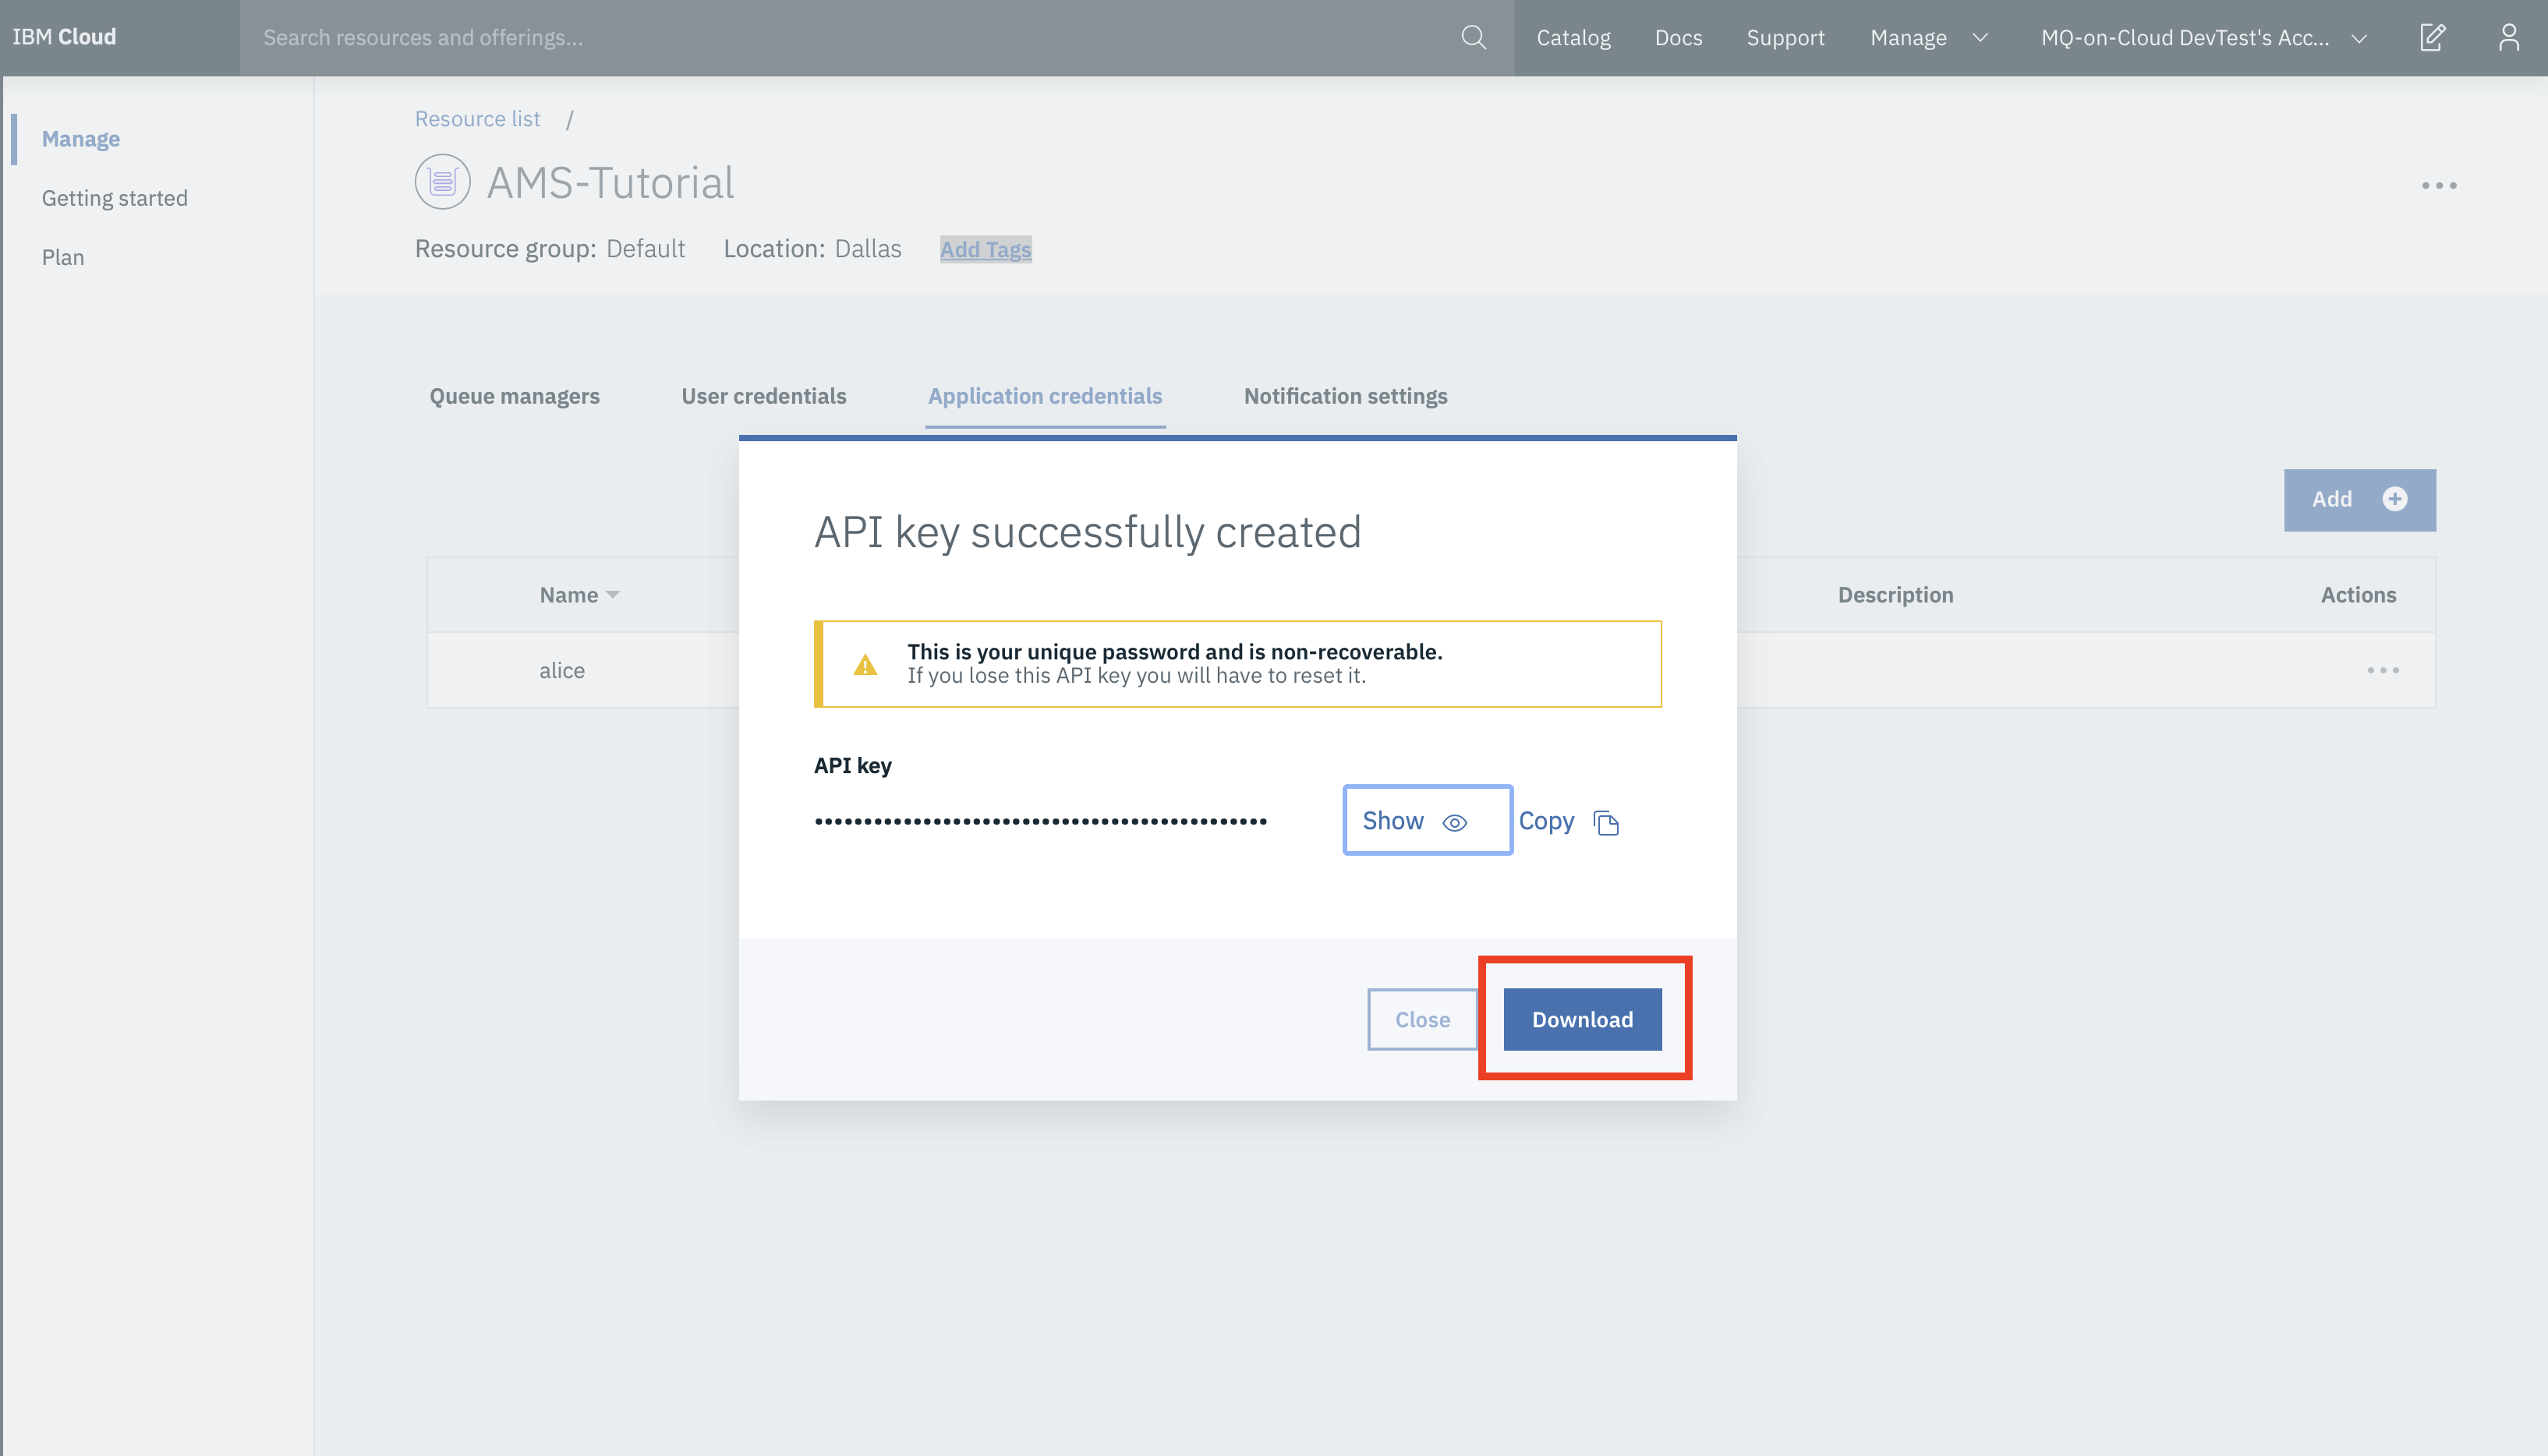 IBM Cloud
Search resources and offerings...
Catalog
Docs
Support
Manage
MQ-on-Cloud DevTest's Acc...
Manage
Getting started
Plan
Resource list /
AMS-Tutorial
Resource group: Default Location: Dallas Add Tags
Queue managers User credentials Application credentials Notification settings
Add
Name Description Actions
alice
API key successfully created
This is your unique password and is non-recoverable.
If you lose this API key you will have to reset it.
API key
Show Copy
Close Download